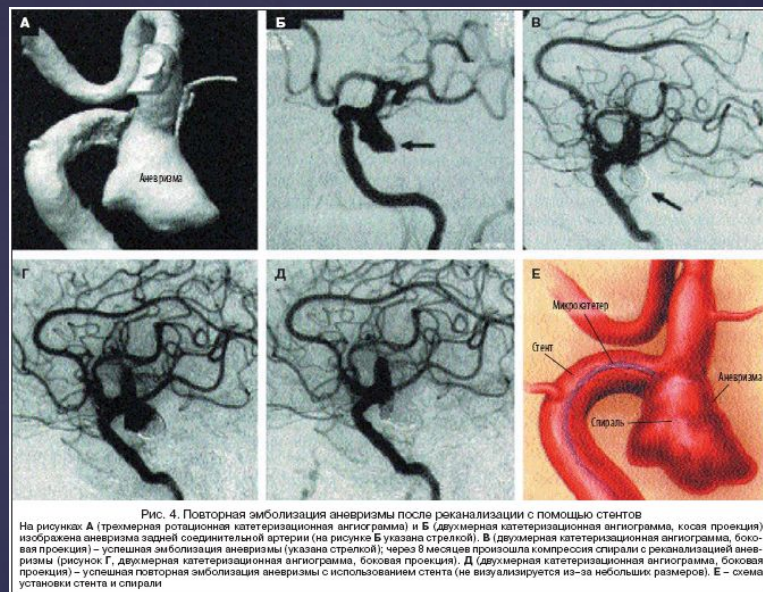 А
Б
В
Аневризма
Г
Д
Е
Микрокатетер
Стент
Аневризма
Спираль
Рис. 4. Повторная эмболизация аневризмы после реканализации с помощью стентов
На рисунках А (трехмерная ротационная катетеризационная ангиограмма) и Б (двухмерная катетеризационная ангиограмма, косая проекция)
изображена аневризма задней соединительной артерии (на рисунке Б указана стрелкой). В (двухмерная катетеризационная ангиограмма, боко-
вая проекция) – успешная эмболизация аневризмы (указана стрелкой); через 8 месяцев произошла компрессия спирали с реканализацией анев-
ризмы (рисунок Г, двухмерная катетеризационная ангиограмма, боковая проекция). Д (двухмерная катетеризационная ангиограмма, боковая
проекция) – успешная повторная эмболизация аневризмы с использованием стента (не визуализируется из–за небольших размеров). Е – схема
установки стента и спирали